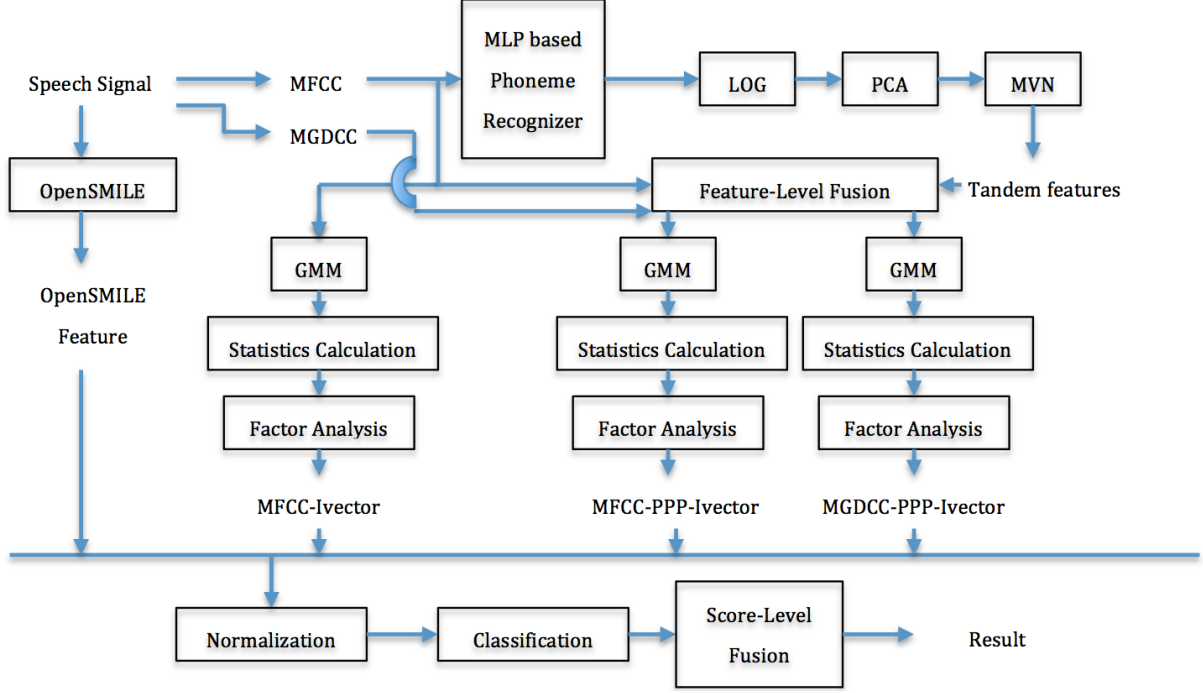 MLP based
Phoneme
Recognizer
Speech Signal
MFCC
LOG
PCA
MVN
MGDCC
OpenSMILE
Feature-Level Fusion
Tandem features
GMM
GMM
GMM
OpenSMILE
Feature
Statistics Calculation
Statistics Calculation
Statistics Calculation
Factor Analysis
Factor Analysis
Factor Analysis
MFCC-Ivector
MFCC-PPP-Ivector
MGDCC-PPP-Ivector
Normalization
Classification
Score-Level
Fusion
Result